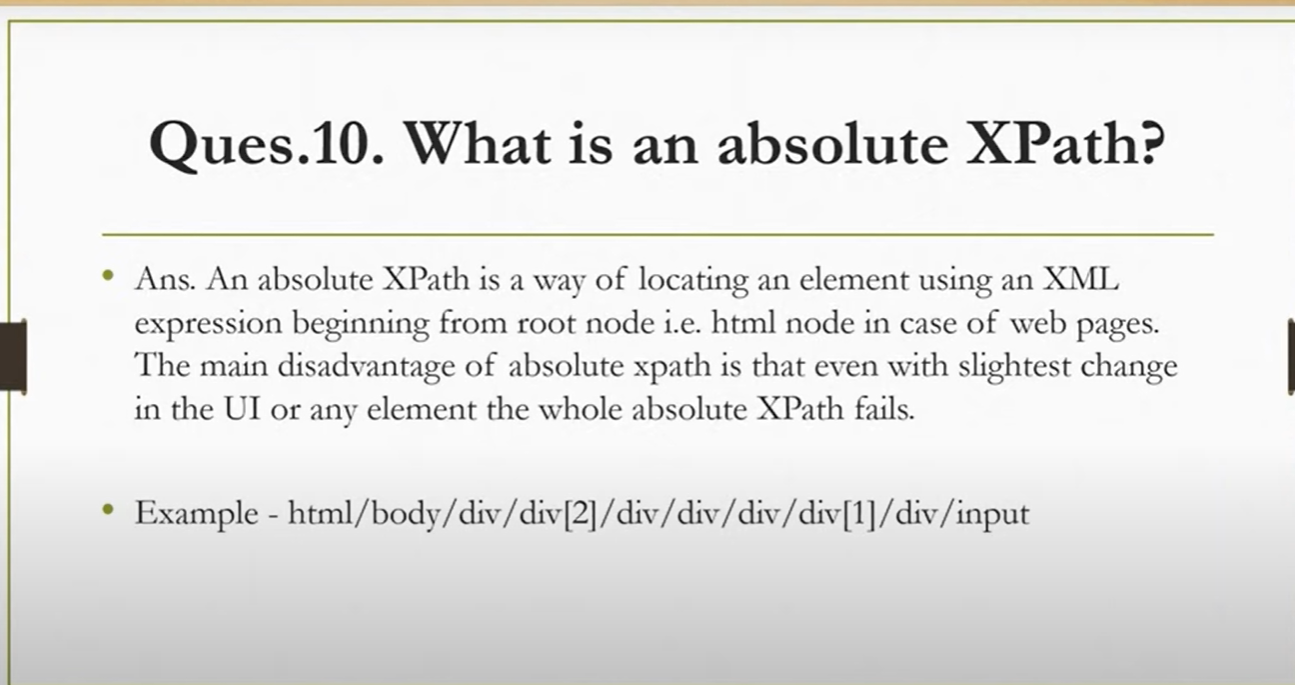 Ques.10. What is an absolute XPath?
• Ans. An absolute XPath is a way of locating an element using an XML
expression beginning from root node i.e. html node in case of web pages.
The main disadvantage of absolute xpath is that even with slightest change
in the UI or any element the whole absolute XPath fails.
• Example - html/body/div/div[2]/div/div/div/div[1]/div/input